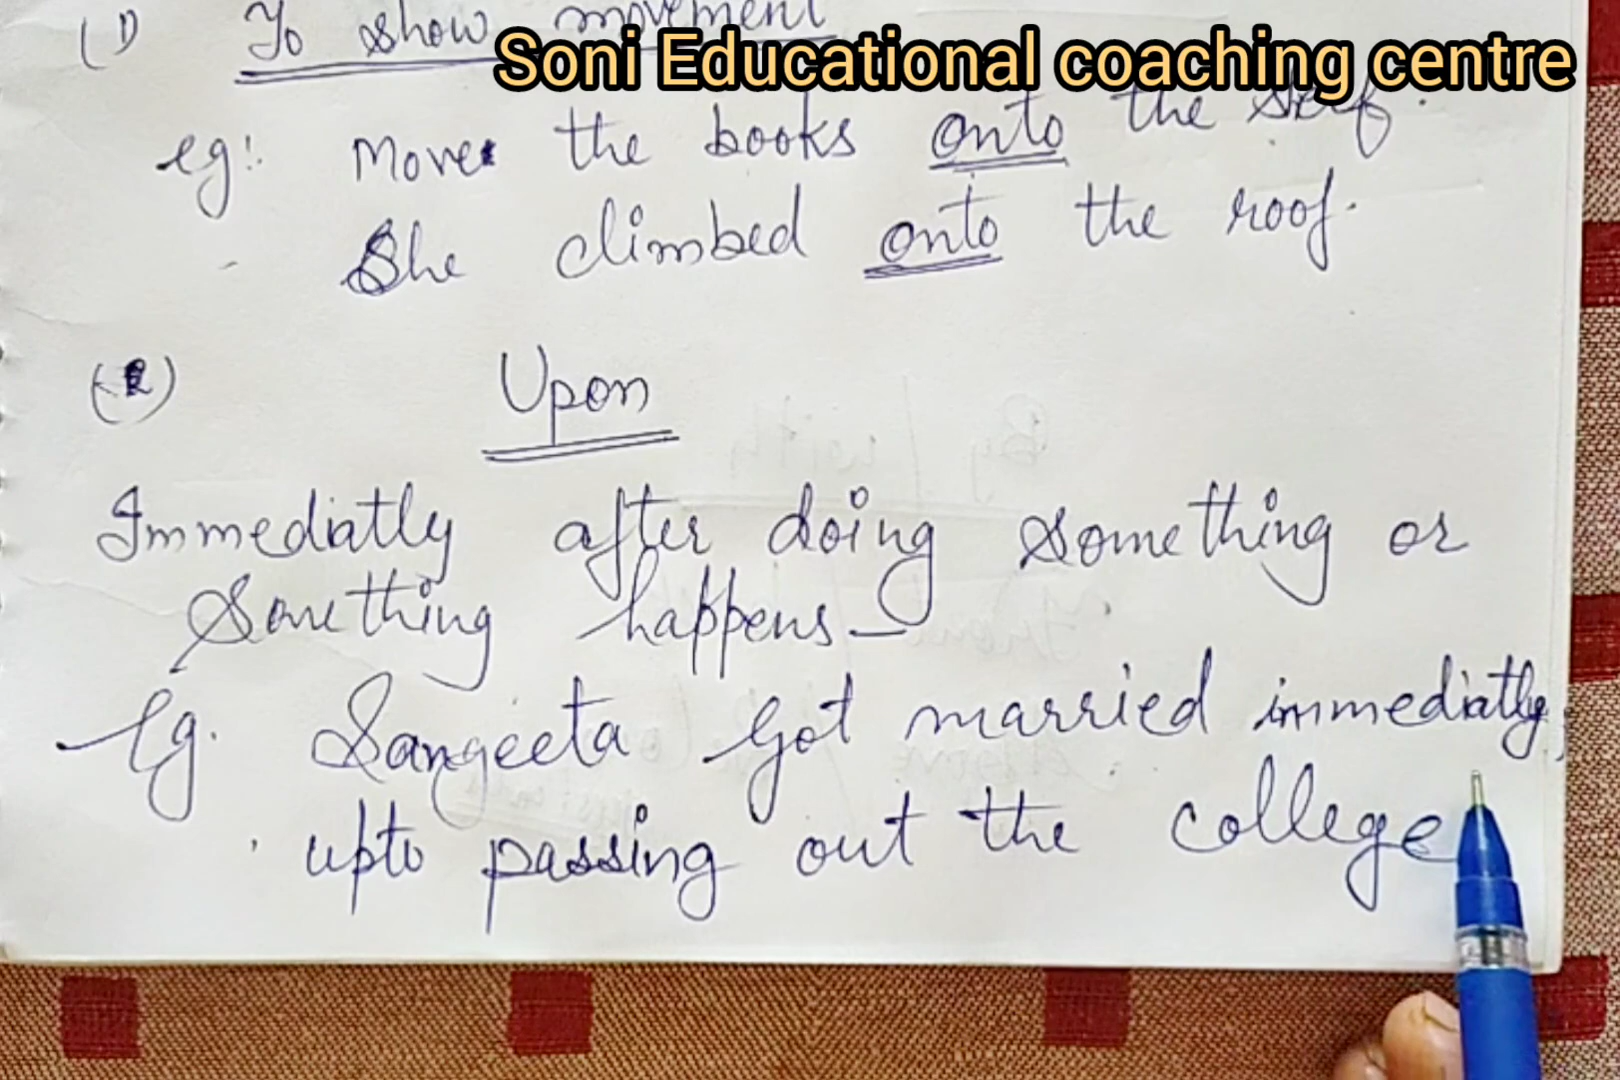 (1) To show movement
Soni Educational coaching centre
eg: Move the books onto the
She climbed onto the roof.
(2) Upon
Immediatly after doing something or
Something happens -
Eg. Sangeeta got married immediatly,
upto passing out the college